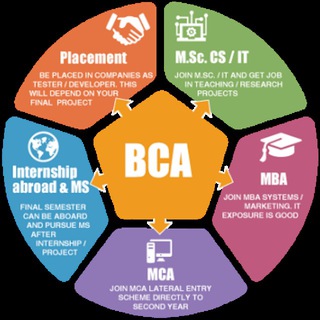 Placement
BE PLACED IN COMPANIES AS
TESTER / DEVELOPER. THIS
WILL DEPEND ON YOUR
FINAL PROJECT
M.Sc. CS / IT
JOIN M.SC. / IT AND GET JOB
IN TEACHING / RESEARCH
PROJECTS
BCA
Internship
abroad & MS
FINAL SEMESTER
CAN BE ABOARD
AND PURSUE MS
AFTER
INTERNSHIP /
PROJECT
MBA
JOIN MBA SYSTEMS /
MARKETING. IT
EXPOSURE IS GOOD
MCA
JOIN MCA LATERAL ENTRY
SCHEME DIRECTLY TO
SECOND YEAR